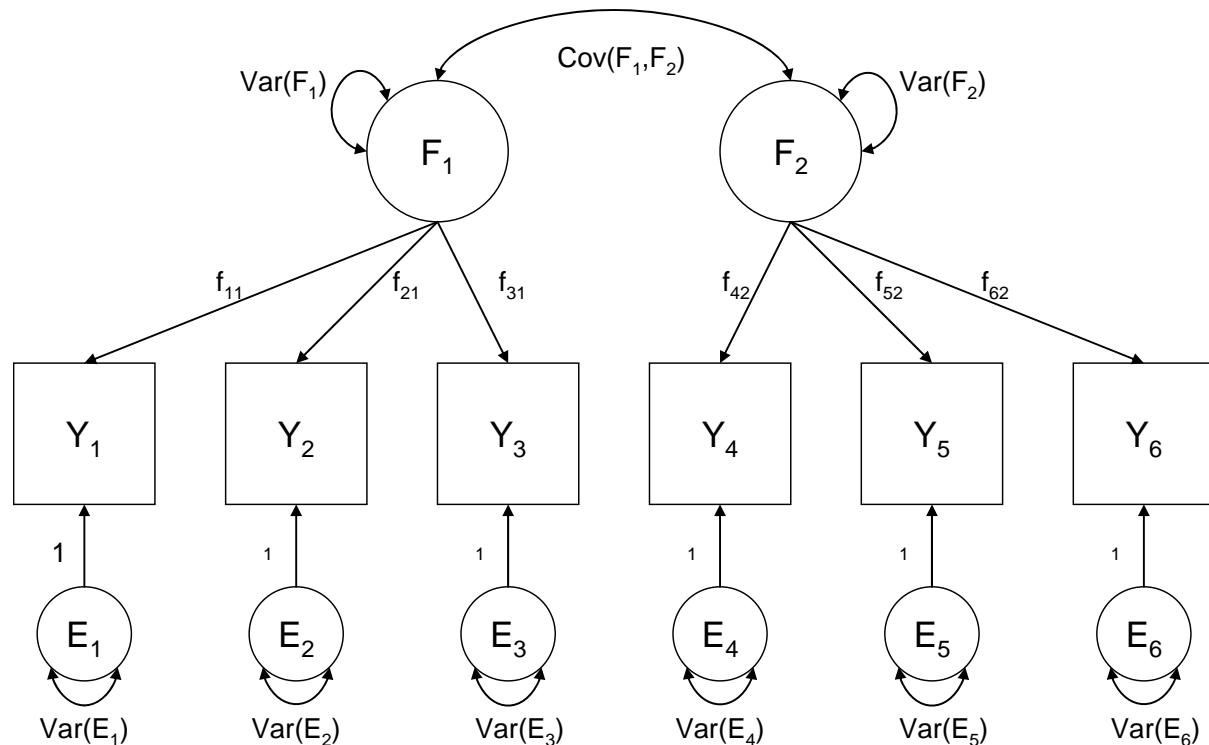 Cov(F₁,F₂)
Var(F₁)
Var(F₂)
F₁
F₂
f₁₁
f₂₁
f₃₁
f₄₂
f₅₂
f₆₂
Y₁
Y₂
Y₃
Y₄
Y₅
Y₆
1
1
1
1
1
1
E₁
E₂
E₃
E₄
E₅
E₆
Var(E₁)
Var(E₂)
Var(E₃)
Var(E₄)
Var(E₅)
Var(E₆)